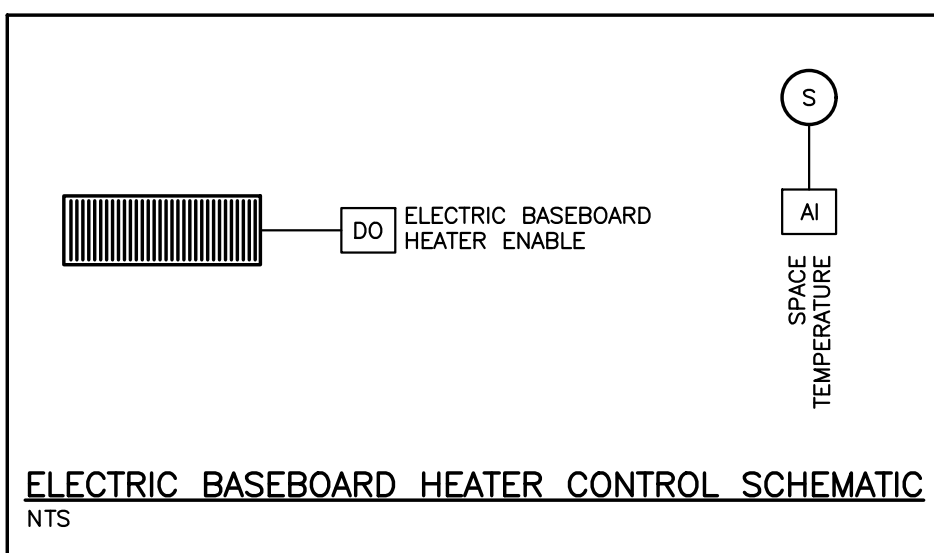 S
AI
SPACE
TEMPERATURE
DO
ELECTRIC BASEBOARD
HEATER ENABLE
ELECTRIC BASEBOARD HEATER CONTROL SCHEMATIC
NTS